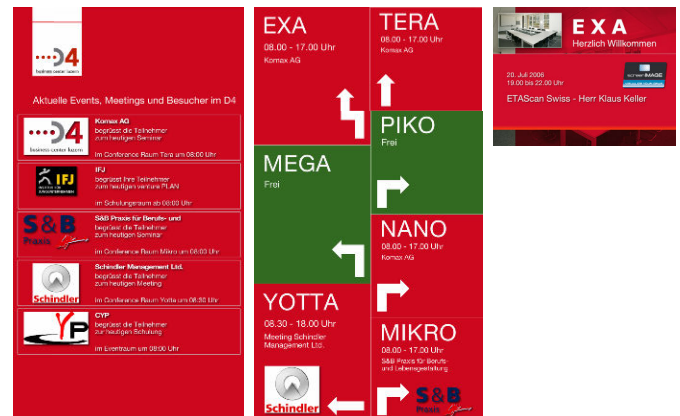 D4
business center luzern
Aktuelle Events, Meetings und Besucher im D4
D4
business center luzern
Komax AG
begrüsst die Teilnehmer
zum heutigen Seminar
im Conference Raum Tera um 08:00 Uhr
IFJ
IFJ
begrüsst Ihre Teilnehmer
zum heutigen venture PLAN
im Schulungsraum ab 08:00 Uhr
S&B
Praxis
S&B Praxis für Berufs- und
begrüsst die Teilnehmer
zum heutigen Seminar
im Conference Raum Mikro um 08:00 Uhr
Schindler
Schindler Management Ltd.
begrüsst die Teilnehmer
zum heutigen Meeting
im Conference Raum Yotta um 08:30 Uhr
YP
CYP
begrüsst die Teilnehmer
zur heutigen Schulung
im Eventraum um 08:00 Uhr
EXA
08.00 - 17.00 Uhr
Komax AG
TERA
08.00 - 17.00 Uhr
Komax AG
PIKO
Frei
MEGA
Frei
NANO
08.00 - 17.00 Uhr
Komax AG
YOTTA
08.30 - 18.00 Uhr
Meeting Schindler
Management Ltd.
Schindler
MIKRO
08.00 - 17.00 Uhr
S&B Praxis für Berufs-
und Lebensgestaltung
S&B
Praxis
EXA
Herzlich Willkommen
20. Juli 2006
19.00 bis 22.00 Uhr
IMAGE
ETAScan Swiss - Herr Klaus Keller